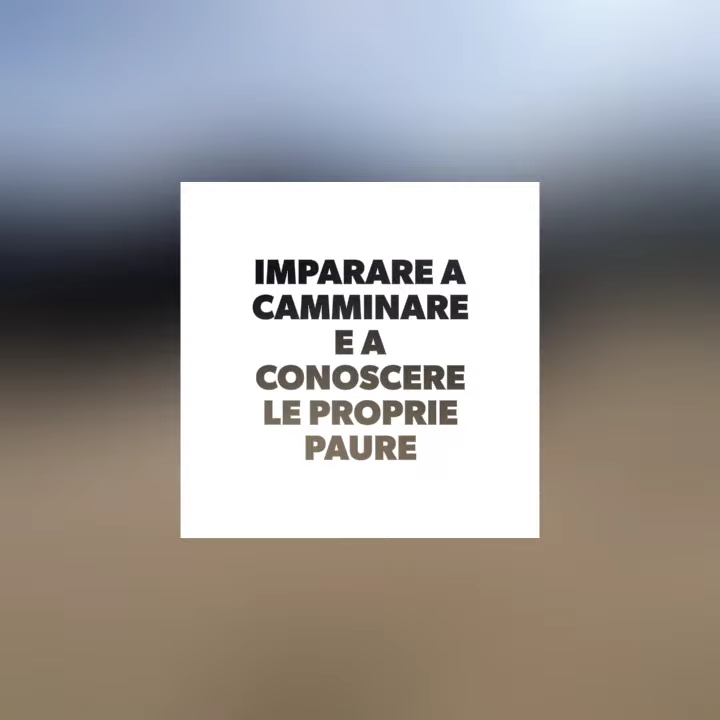 IMPARARE A
CAMMINARE
E A
CONOSCERE
LE PROPRIE
PAURE